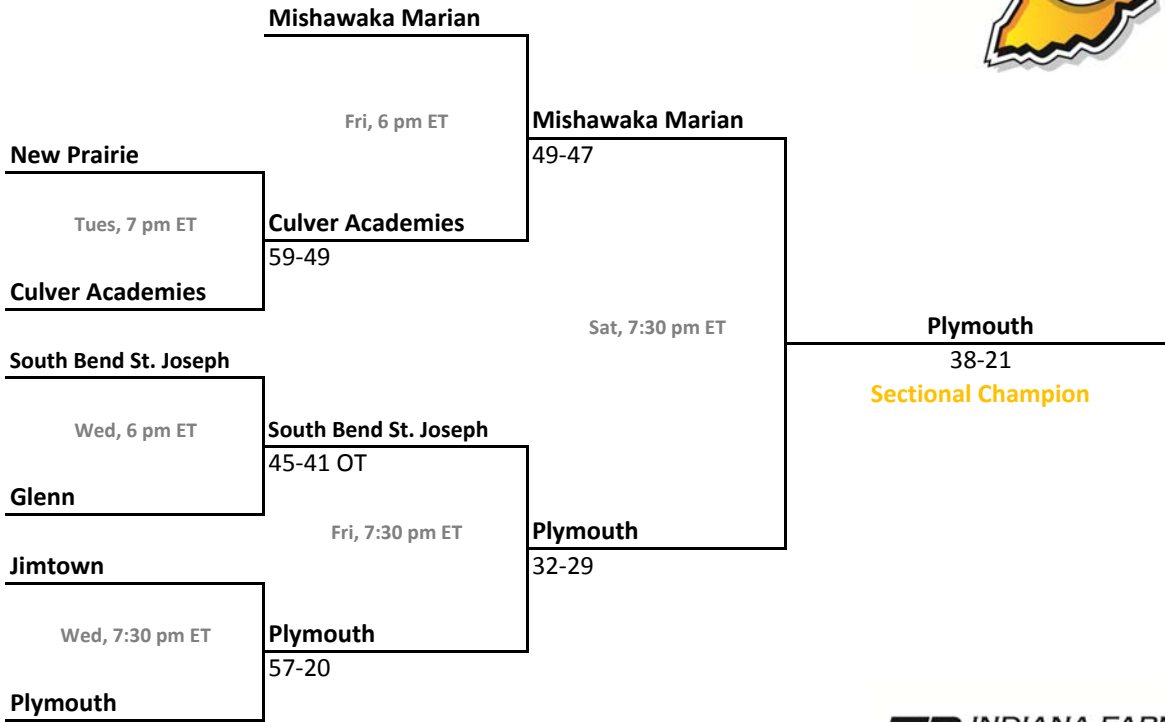 Mishawaka Marian
Fri, 6 pm ET
Mishawaka Marian
New Prairie
49-47
Tues, 7 pm ET
Culver Academies
59-49
Culver Academies
Sat, 7:30 pm ET
Plymouth
South Bend St. Joseph
38-21
Sectional Champion
Wed, 6 pm ET
South Bend St. Joseph
45-41 OT
Glenn
Fri, 7:30 pm ET
Plymouth
Jimtown
32-29
Wed, 7:30 pm ET
Plymouth
57-20
Plymouth